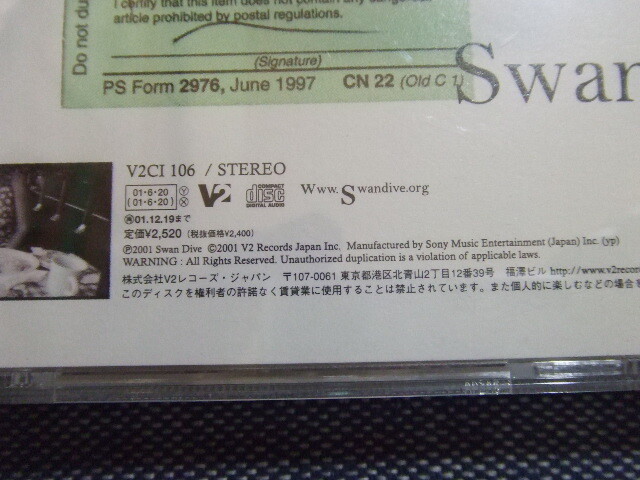 I certify that this item does not contain any dangerous
article prohibited by postal regulations.
Do not du
(Signature)
PS Form 2976, June 1997 CN 22 (Old C 1)
Swan
V2CI 106 / STEREO
01・6・20 Ⓨ
(01・6・20) Ⓧ
V2
COMPACT disc DIGITAL AUDIO
Www.Swandive.org
01.12.19まで
定価¥2,520 (税抜価格¥2,400)
Ⓟ2001 Swan Dive ©2001 V2 Records Japan Inc. Manufactured by Sony Music Entertainment (Japan) Inc. (yp)
WARNING : All Rights Reserved. Unauthorized duplication is a violation of applicable laws.
株式会社V2レコーズ・ジャパン 〒107-0061 東京都港区北青山2丁目12番39号 福澤ビル http://www.v2recor
このディスクを権利者の許諾なく賃貸業に使用することは禁止されています。また個人的に楽しむなどの場合を